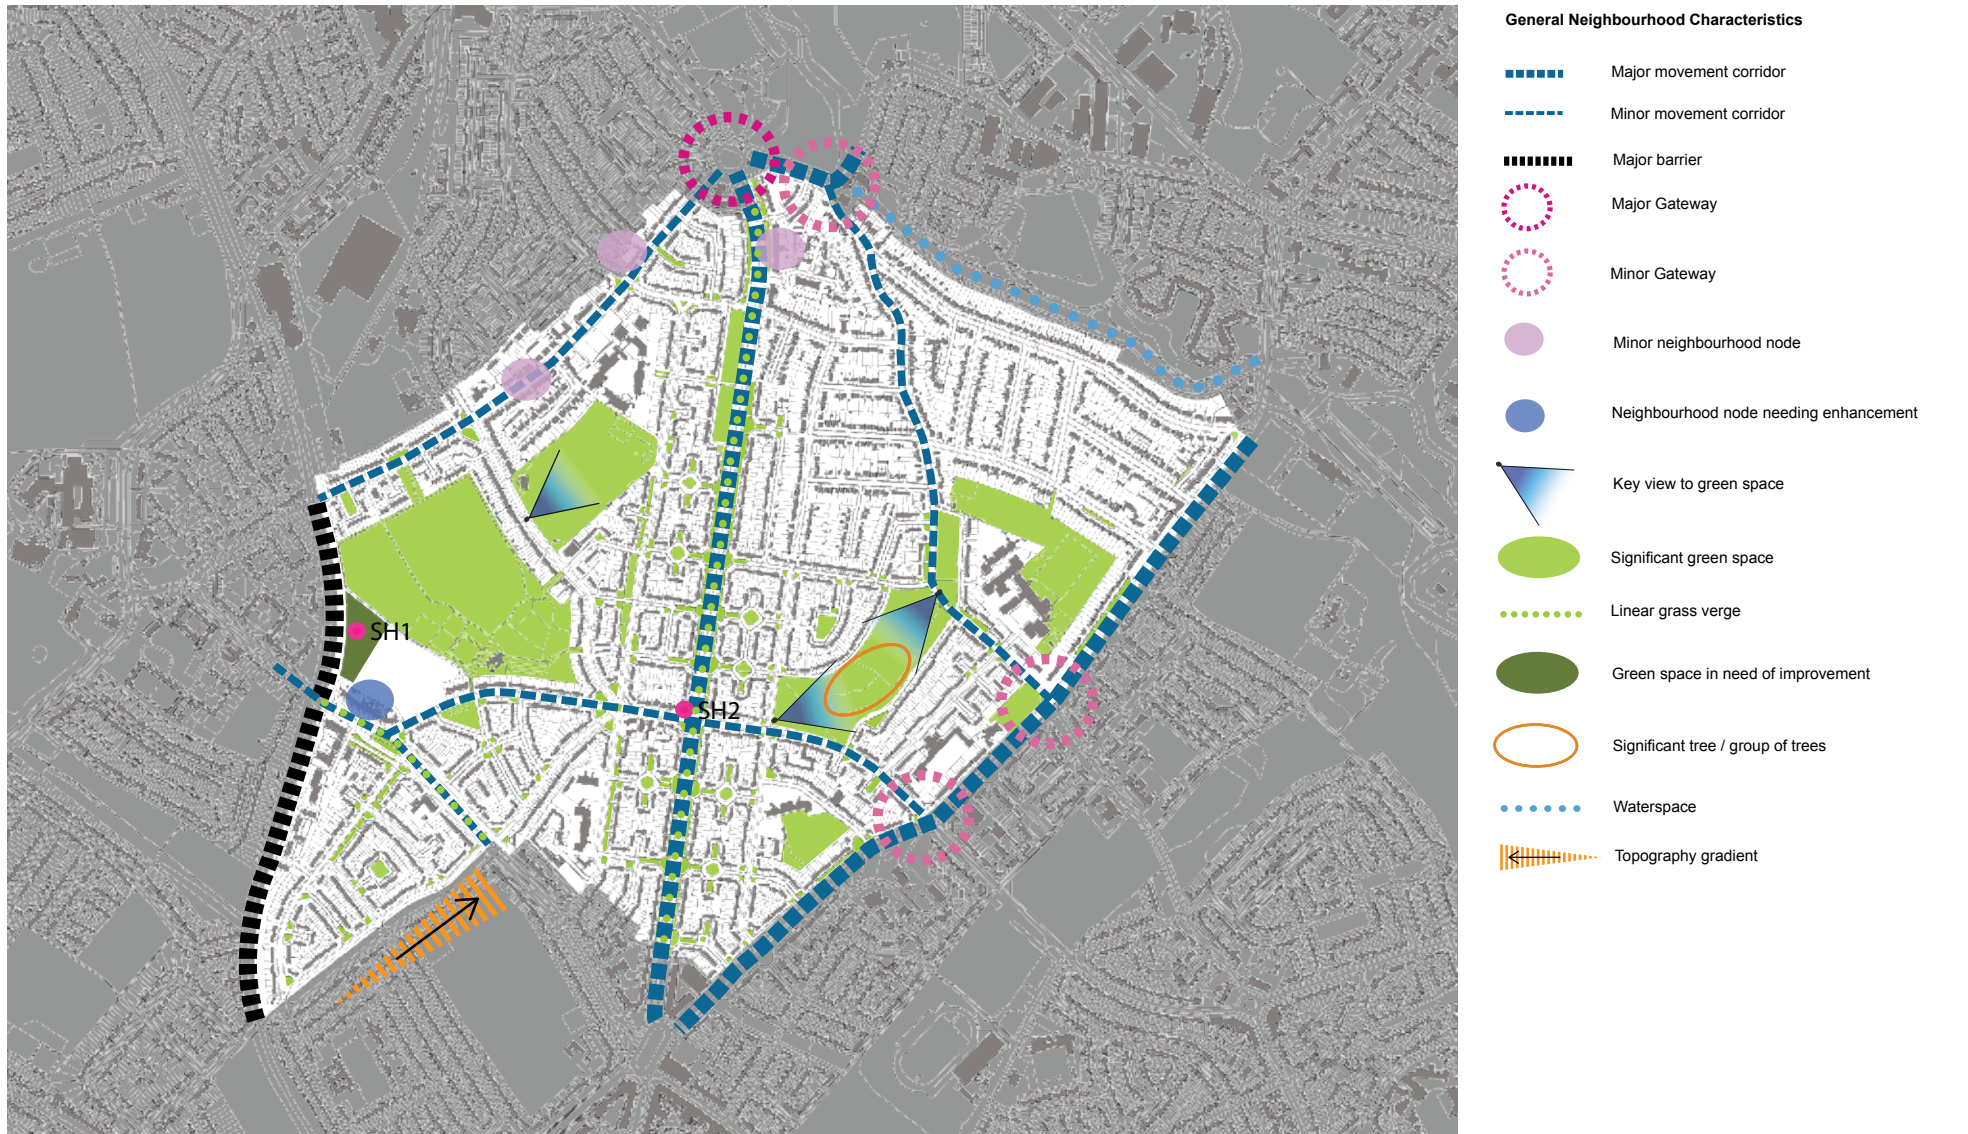 General Neighbourhood Characteristics
Major movement corridor
Minor movement corridor
Major barrier
Major Gateway
Minor Gateway
Minor neighbourhood node
Neighbourhood node needing enhancement
Key view to green space
Significant green space
Linear grass verge
Green space in need of improvement
Significant tree / group of trees
Waterspace
Topography gradient
SH1
SH2